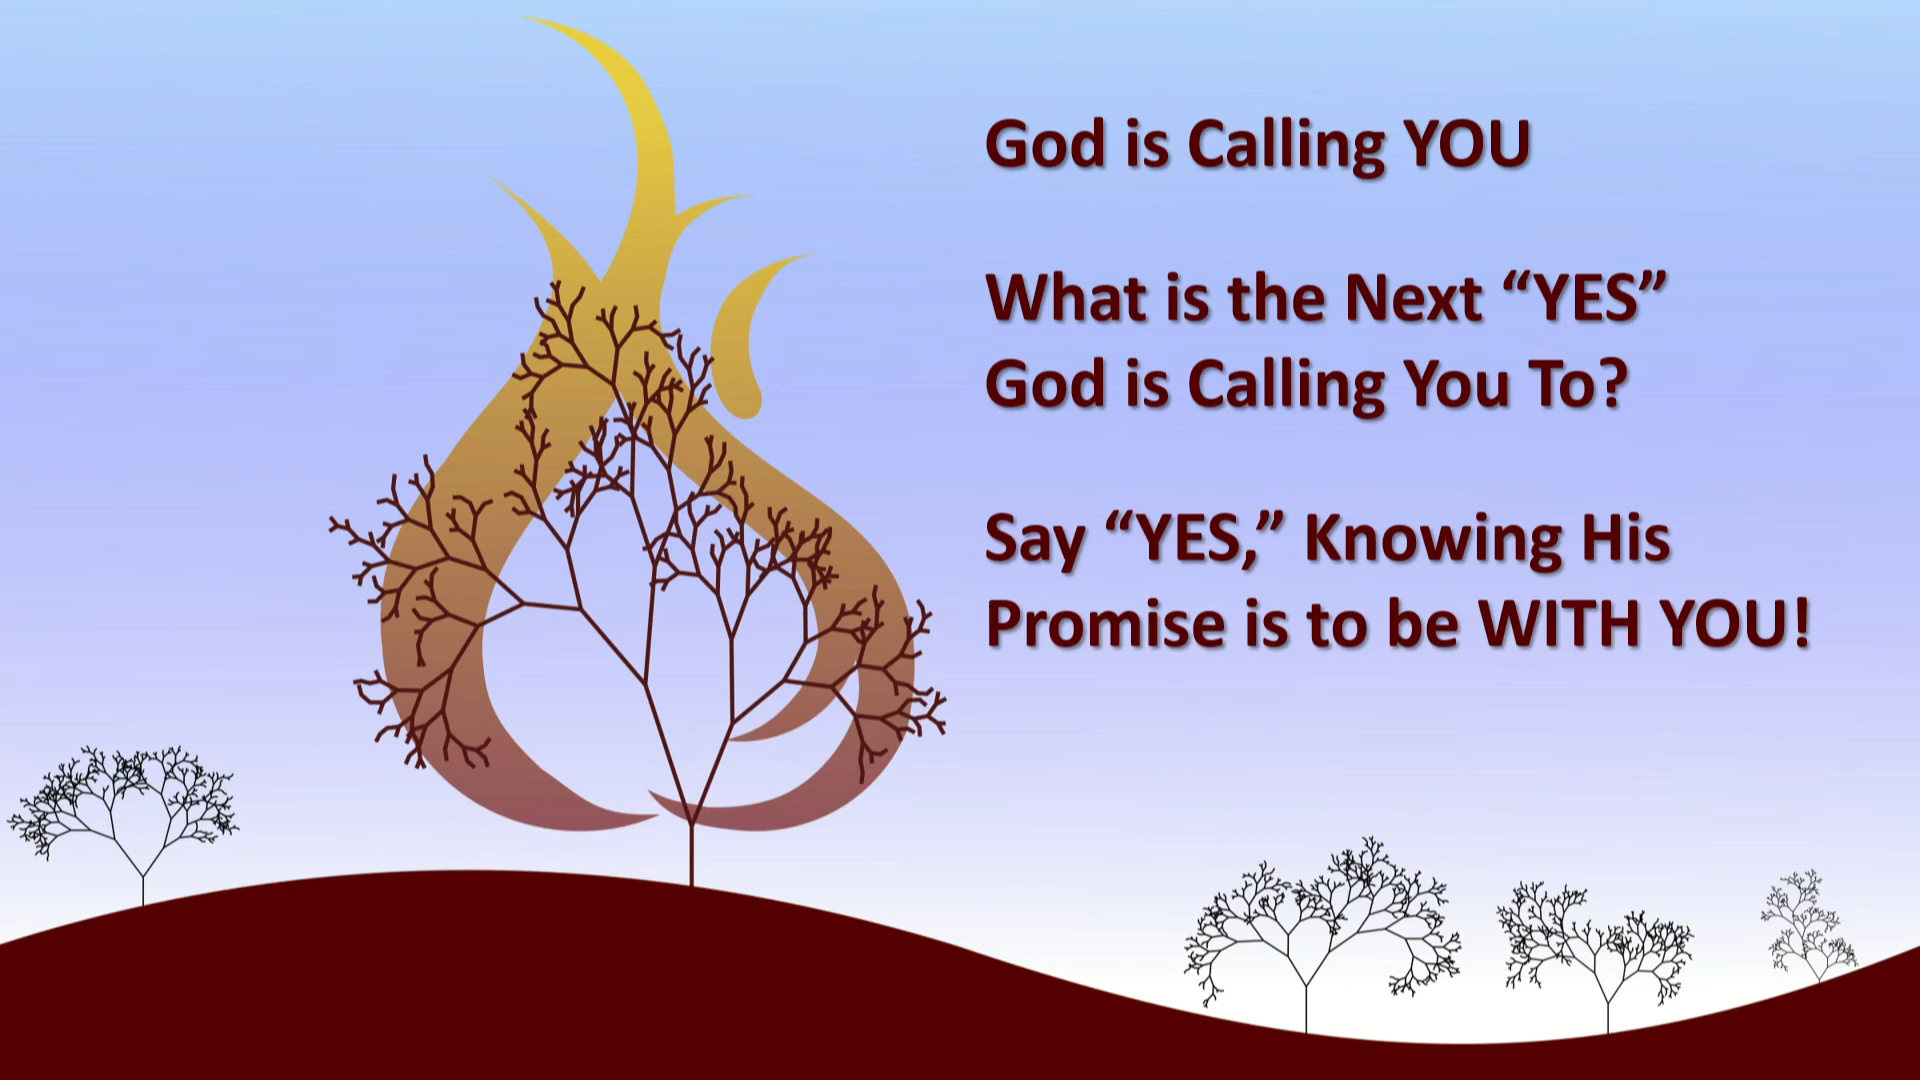 God is Calling YOU
What is the Next “YES”
God is Calling You To?
Say “YES,” Knowing His
Promise is to be WITH YOU!